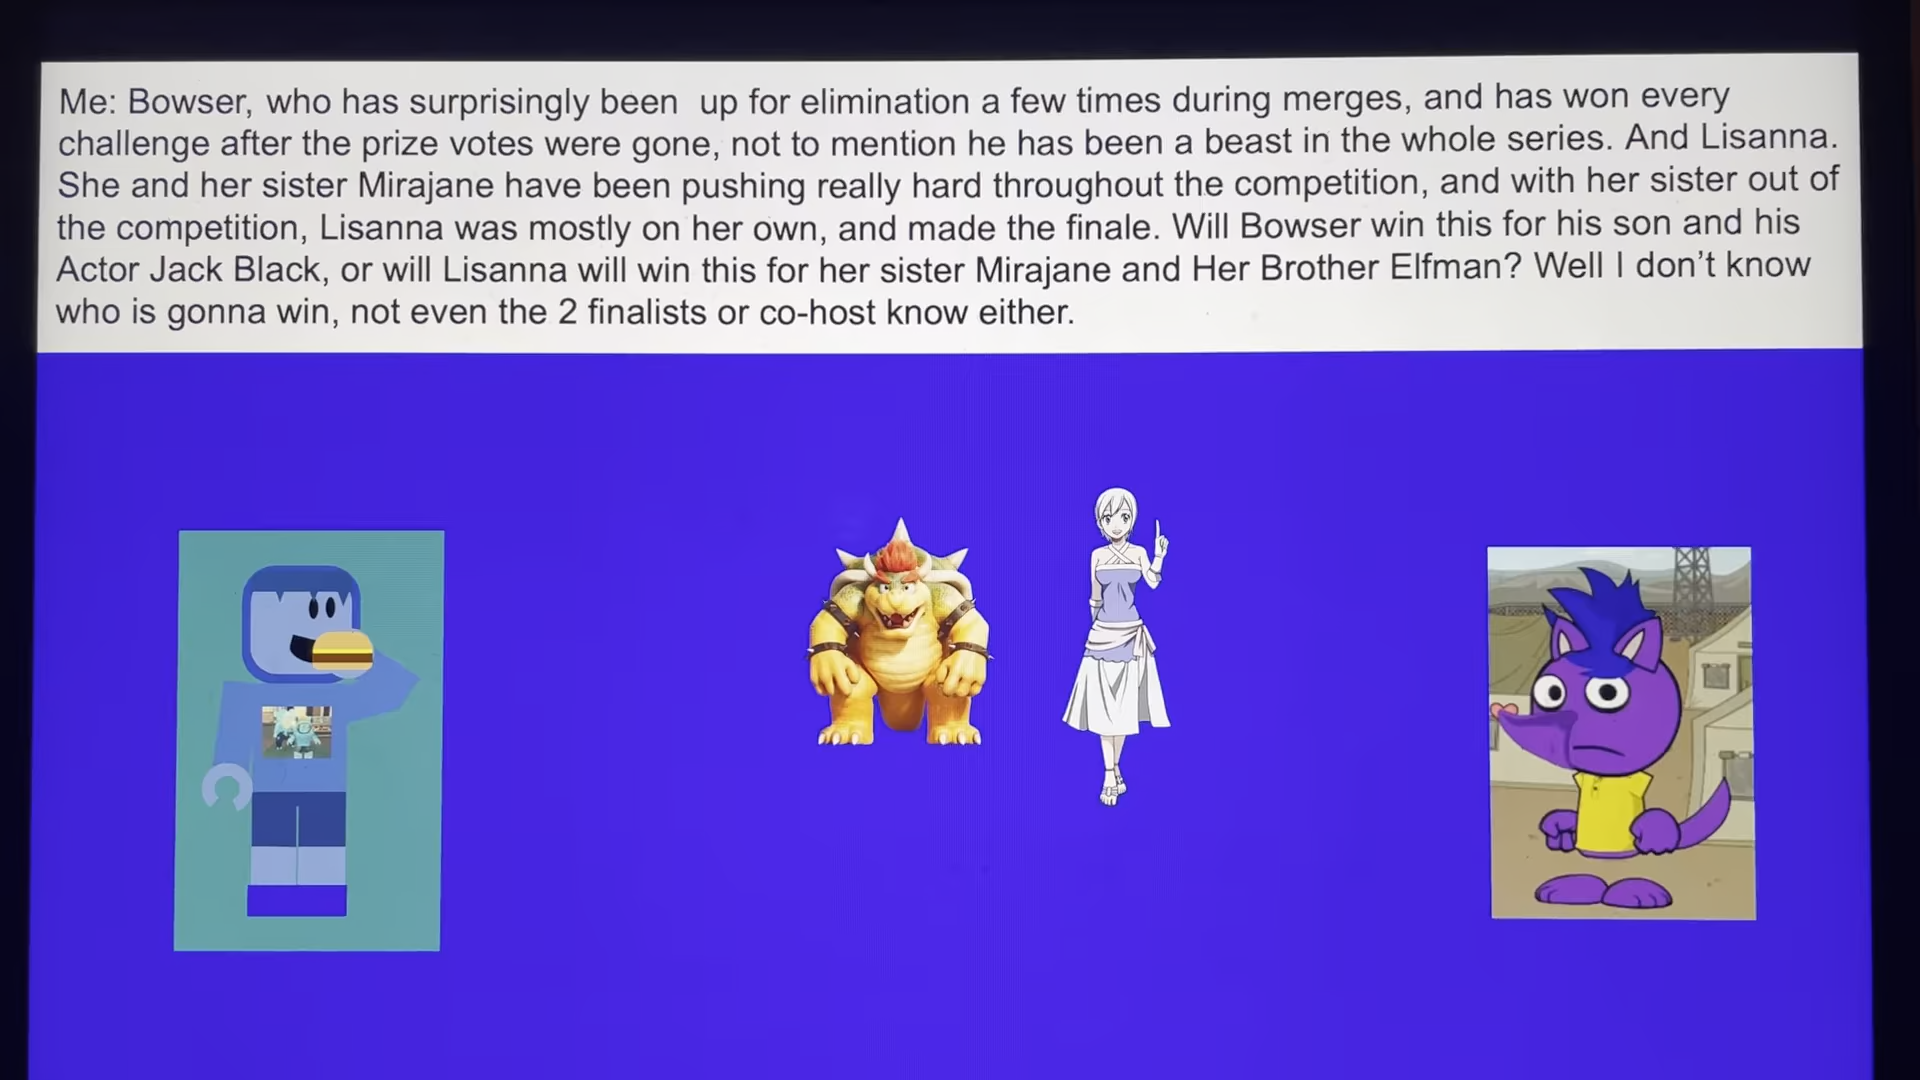 Me: Bowser, who has surprisingly been  up for elimination a few times during merges, and has won every
challenge after the prize votes were gone, not to mention he has been a beast in the whole series. And Lisanna.
She and her sister Mirajane have been pushing really hard throughout the competition, and with her sister out of
the competition, Lisanna was mostly on her own, and made the finale. Will Bowser win this for his son and his
Actor Jack Black, or will Lisanna will win this for her sister Mirajane and Her Brother Elfman? Well I don’t know
who is gonna win, not even the 2 finalists or co-host know either.